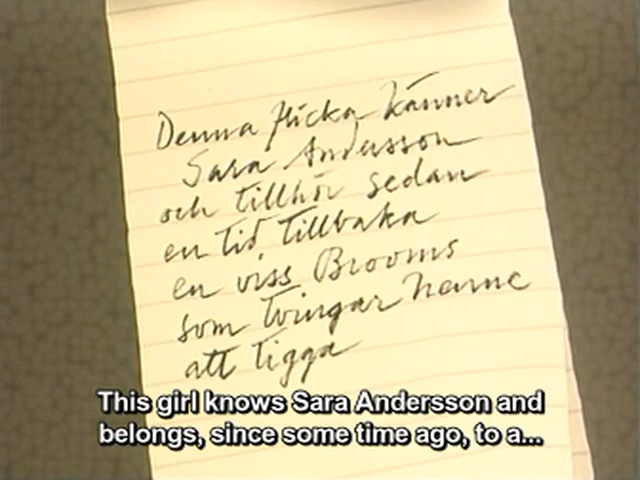 Denna flicka känner
Sara Andersson
och tillhör sedan
en tid tillbaka
en viss Brooms
som tvingar henne
att tigga
This girl knows Sara Andersson and
belongs, since some time ago, to a...